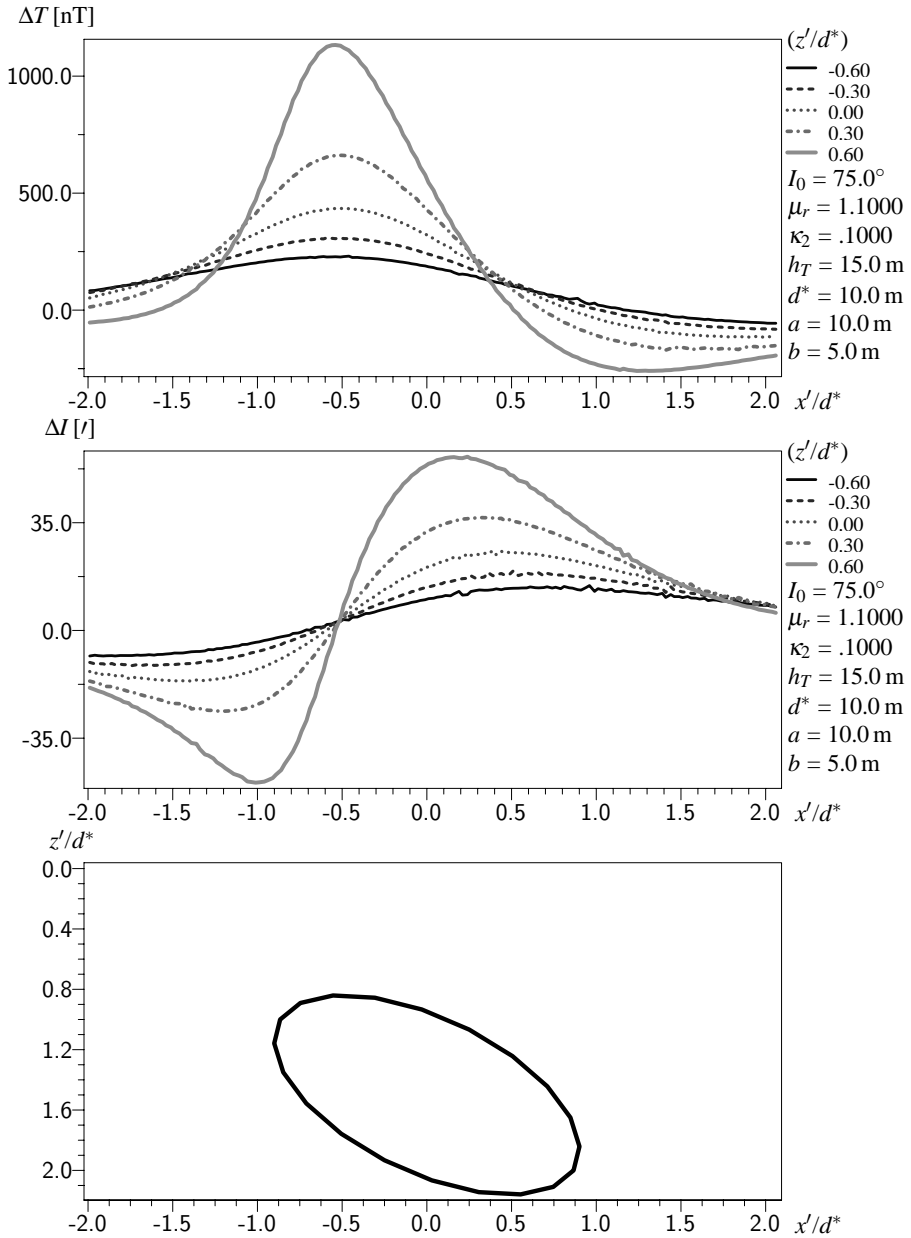 ΔT [nT]
1000.0
500.0
0.0
-2.0 -1.5 -1.0 -0.5 0.0 0.5 1.0 1.5 2.0 x′/d*
(z′/d*)
-0.60
-0.30
0.00
0.30
0.60
I₀ = 75.0°
μᵣ = 1.1000
κ₂ = .1000
h_T = 15.0 m
d* = 10.0 m
a = 10.0 m
b = 5.0 m
ΔI [′]
35.0
0.0
-35.0
-2.0 -1.5 -1.0 -0.5 0.0 0.5 1.0 1.5 2.0 x′/d*
(z′/d*)
-0.60
-0.30
0.00
0.30
0.60
I₀ = 75.0°
μᵣ = 1.1000
κ₂ = .1000
h_T = 15.0 m
d* = 10.0 m
a = 10.0 m
b = 5.0 m
z′/d*
0.0
0.4
0.8
1.2
1.6
2.0
-2.0 -1.5 -1.0 -0.5 0.0 0.5 1.0 1.5 2.0 x′/d*